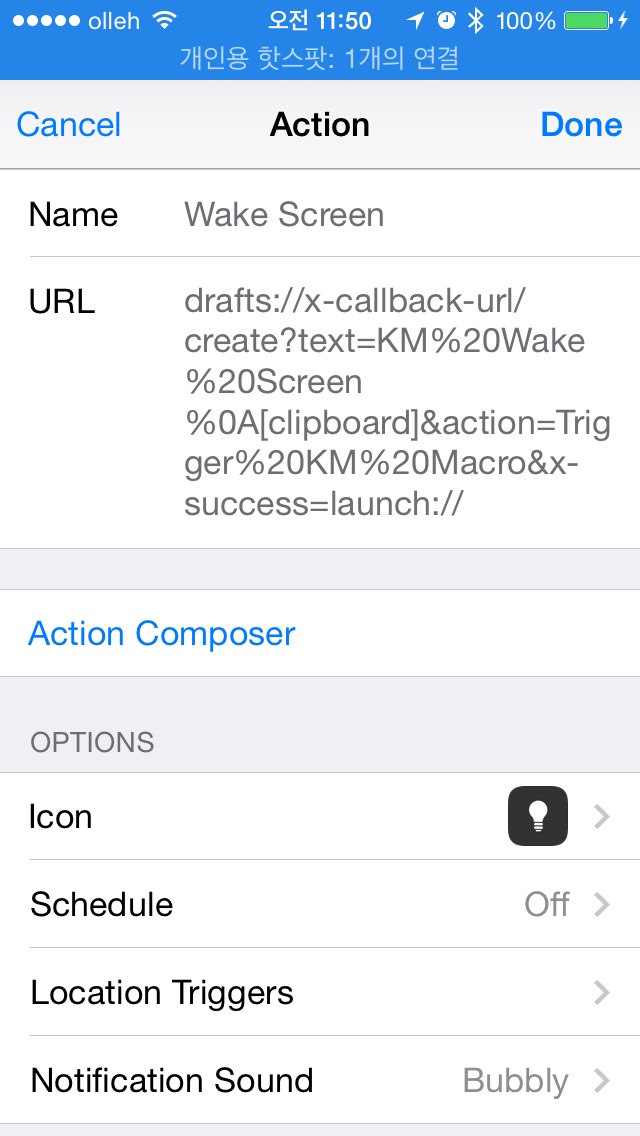 olleh 오전 11:50 100%
개인용 핫스팟: 1개의 연결
Cancel Action Done
Name Wake Screen
URL drafts://x-callback-url/
create?text=KM%20Wake
%20Screen
%0A[clipboard]&action=Trig
ger%20KM%20Macro&x-
success=launch://
Action Composer
OPTIONS
Icon
Schedule Off
Location Triggers
Notification Sound Bubbly